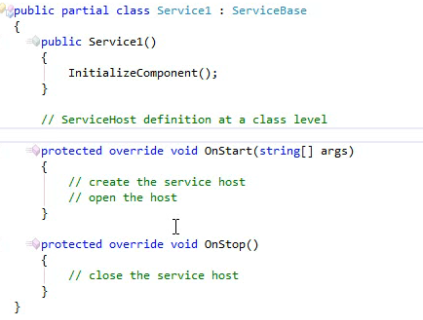 public partial class Service1 : ServiceBase
{
public Service1()
{
InitializeComponent();
}
// ServiceHost definition at a class level
protected override void OnStart(string[] args)
{
// create the service host
// open the host
}
protected override void OnStop()
{
// close the service host
}
}